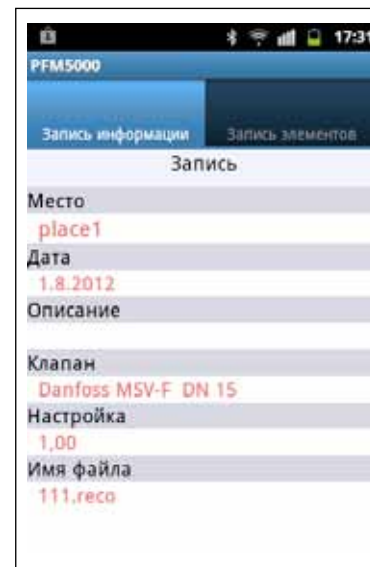 17:31
PFM5000
Запись информации Запись элементов
Запись
Место
place1
Дата
1.8.2012
Описание
Клапан
Danfoss MSV-F DN 15
Настройка
1,00
Имя файла
111.reco